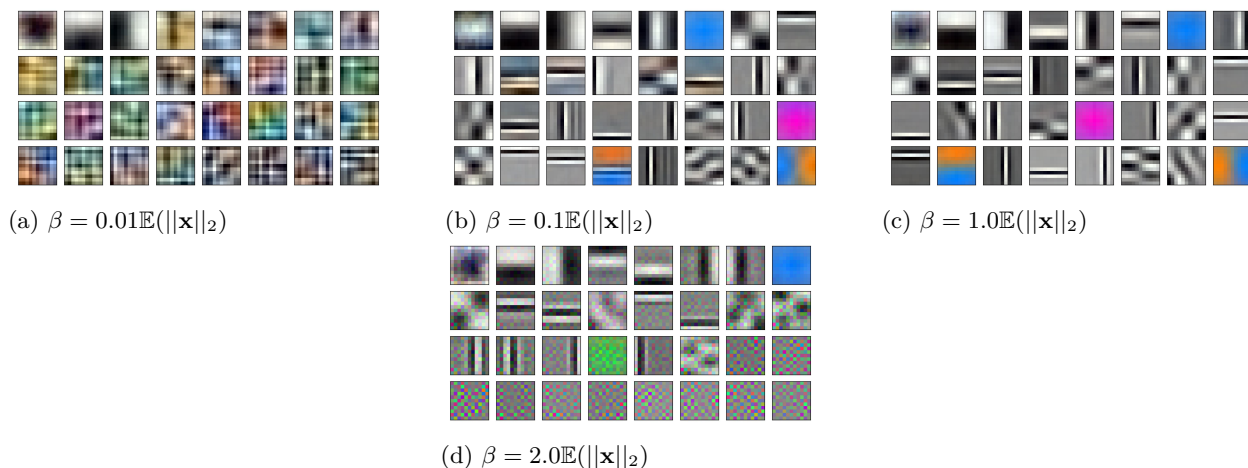 (a) β = 0.01𝔼(||𝐱||₂)
(b) β = 0.1𝔼(||𝐱||₂)
(c) β = 1.0𝔼(||𝐱||₂)
(d) β = 2.0𝔼(||𝐱||₂)